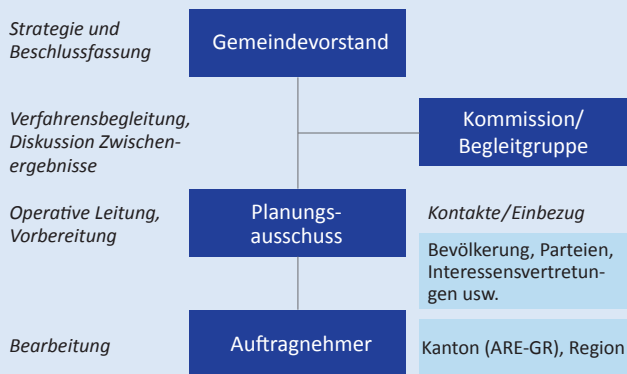 Strategie und
Beschlussfassung
Gemeindevorstand
Verfahrensbegleitung,
Diskussion Zwischen-
ergebnisse
Kommission/
Begleitgruppe
Operative Leitung,
Vorbereitung
Planungs-
ausschuss
Kontakte/Einbezug
Bevölkerung, Parteien,
Interessensvertretun-
gen usw.
Bearbeitung
Auftragnehmer
Kanton (ARE-GR), Region